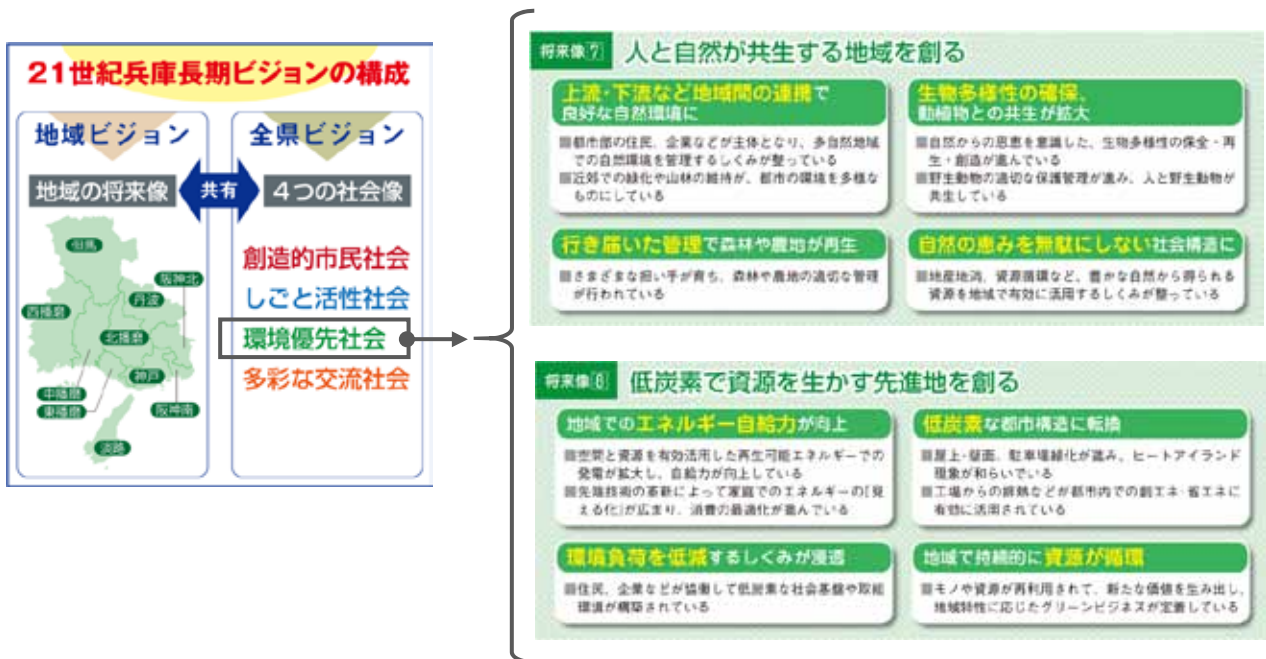 21世紀兵庫長期ビジョンの構成
地域ビジョン
全県ビジョン
地域の将来像
共有
4つの社会像
但馬
阪神北
丹波
西播磨
北播磨
神戸
中播磨
東播磨
阪神南
淡路
創造的市民社会
しごと活性社会
環境優先社会
多彩な交流社会
将来像7 人と自然が共生する地域を創る
上流・下流など地域間の連携で
良好な自然環境に
■都市部の住民、企業などが主体となり、多自然地域
での自然環境を管理するしくみが整っている
■近郊での緑化や山林の維持が、都市の環境を多様な
ものにしている
生物多様性の確保、
動植物との共生が拡大
■自然からの恩恵を意識した、生物多様性の保全・再
生・創造が進んでいる
■野生動物の適切な保護管理が進み、人と野生動物が
共生している
行き届いた管理で森林や農地が再生
■さまざまな担い手が育ち、森林や農地の適切な管理
が行われている
自然の恵みを無駄にしない社会構造に
■地産地消、資源循環など、豊かな自然から得られる
資源を地域で有効に活用するしくみが整っている
将来像8 低炭素で資源を生かす先進地を創る
地域でのエネルギー自給力が向上
■空間と資源を有効活用した再生可能エネルギーでの
発電が拡大し、自給力が向上している
■先端技術の革新によって家庭でのエネルギーの「見
える化」が広まり、消費の最適化が進んでいる
低炭素な都市構造に転換
■屋上・壁面、駐車場緑化が進み、ヒートアイランド
現象が和らいでいる
■工場からの排熱などが都市内での創エネ・省エネに
有効に活用されている
環境負荷を低減するしくみが浸透
■住民、企業などが協働して低炭素な社会基盤や取組
環境が構築されている
地域で持続的に資源が循環
■モノや資源が再利用されて、新たな価値を生み出し、
地域特性に応じたグリーンビジネスが定着している